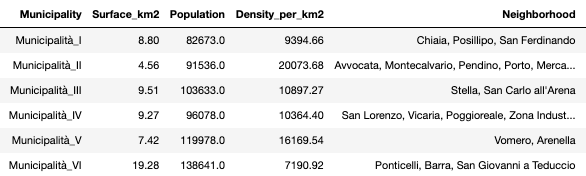 Municipality Surface_km2 Population Density_per_km2 Neighborhood
Municipalità_I 8.80 82673.0 9394.66 Chiaia, Posillipo, San Ferdinando
Municipalità_II 4.56 91536.0 20073.68 Avvocata, Montecalvario, Pendino, Porto, Merca...
Municipalità_III 9.51 103633.0 10897.27 Stella, San Carlo all'Arena
Municipalità_IV 9.27 96078.0 10364.40 San Lorenzo, Vicaria, Poggioreale, Zona Indust...
Municipalità_V 7.42 119978.0 16169.54 Vomero, Arenella
Municipalità_VI 19.28 138641.0 7190.92 Ponticelli, Barra, San Giovanni a Teduccio